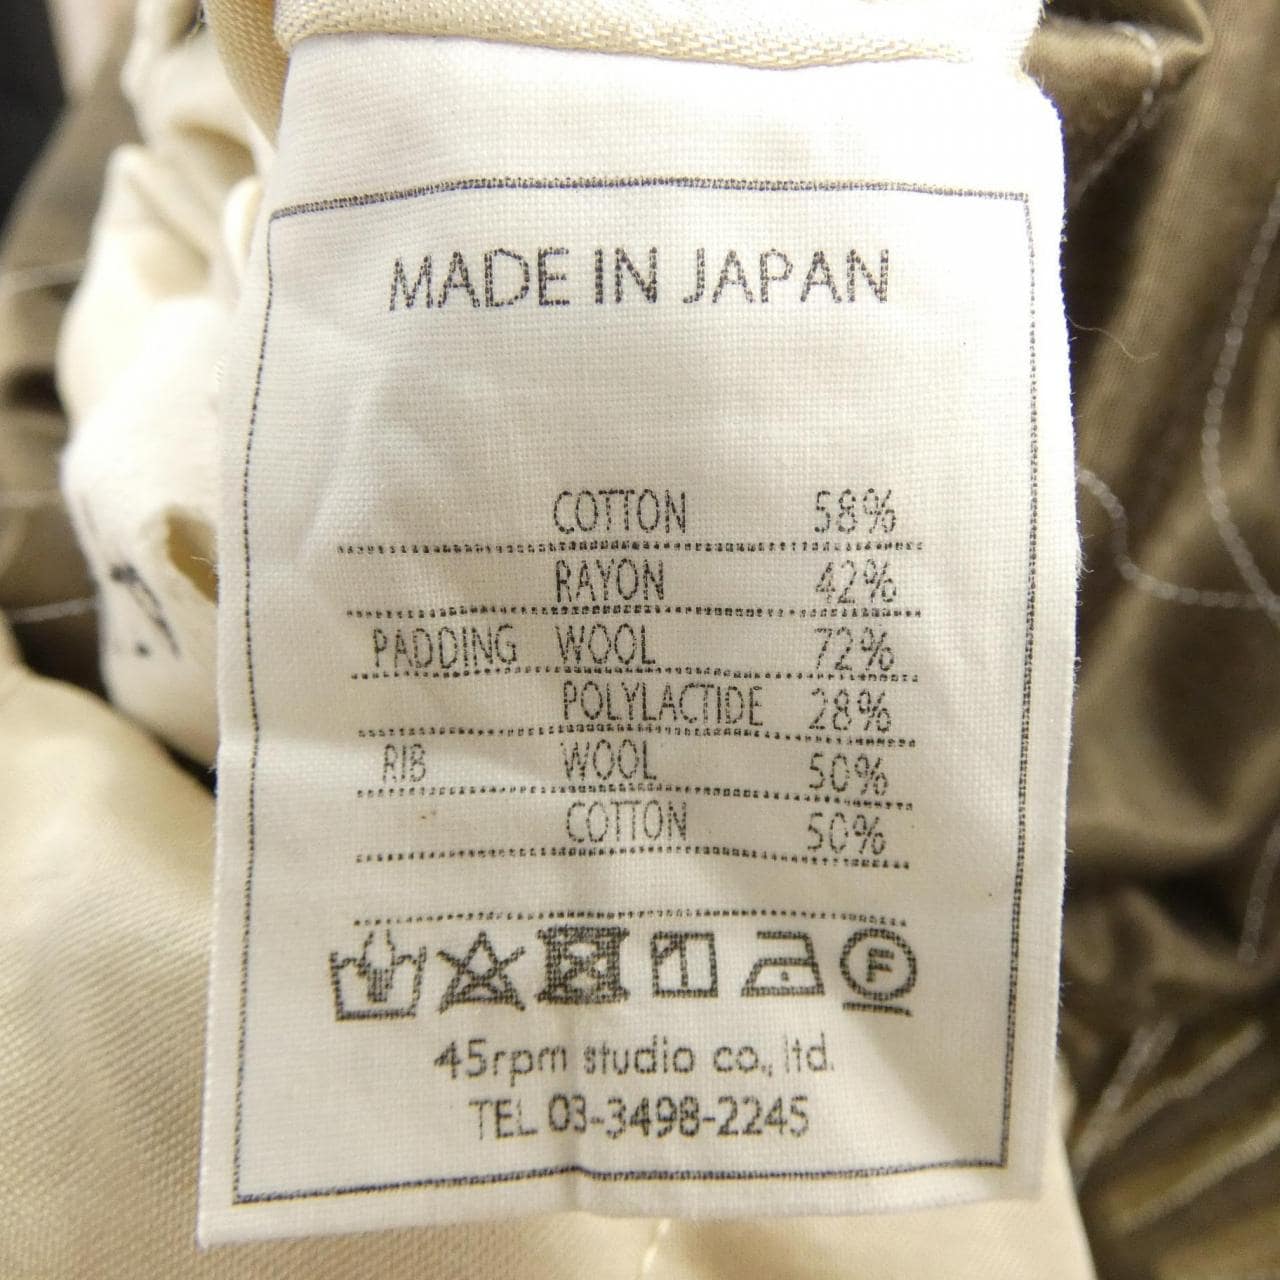 MADE IN JAPAN
COTTON 58%
RAYON 42%
PADDING WOOL 72%
POLYLACTIDE 28%
RIB WOOL 50%
COTTON 50%
F
45rpm studio co., ltd.
TEL 03-3498-2245